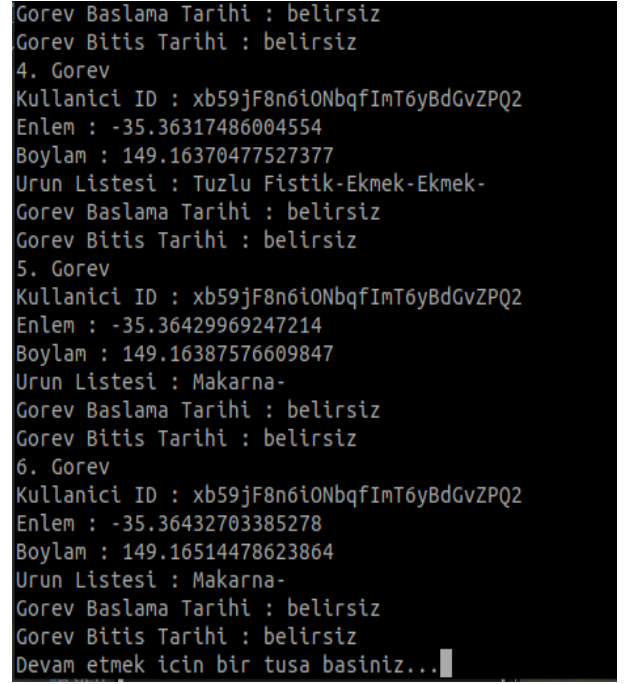 Gorev Baslama Tarihi : belirsiz
Gorev Bitis Tarihi : belirsiz
4. Gorev
Kullanici ID : xb59jF8n6iONbqfImT6yBdGvZPQ2
Enlem : -35.36317486004554
Boylam : 149.16370477527377
Urun Listesi : Tuzlu Fistik-Ekmek-Ekmek-
Gorev Baslama Tarihi : belirsiz
Gorev Bitis Tarihi : belirsiz
5. Gorev
Kullanici ID : xb59jF8n6iONbqfImT6yBdGvZPQ2
Enlem : -35.36429969247214
Boylam : 149.16387576609847
Urun Listesi : Makarna-
Gorev Baslama Tarihi : belirsiz
Gorev Bitis Tarihi : belirsiz
6. Gorev
Kullanici ID : xb59jF8n6iONbqfImT6yBdGvZPQ2
Enlem : -35.36432703385278
Boylam : 149.16514478623864
Urun Listesi : Makarna-
Gorev Baslama Tarihi : belirsiz
Gorev Bitis Tarihi : belirsiz
Devam etmek icin bir tusa basiniz...